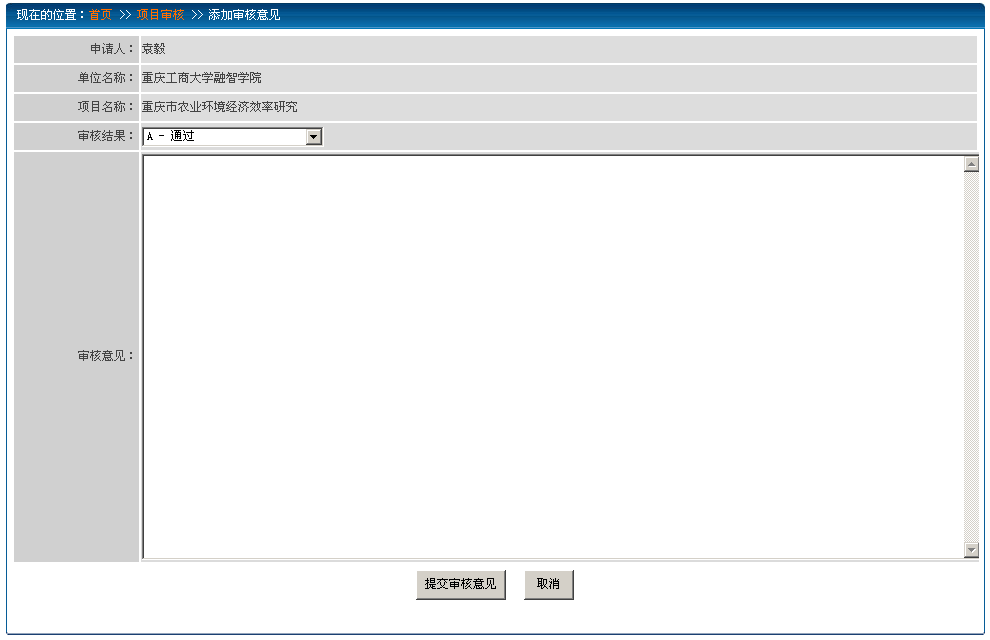 现在的位置：首页 >> 项目审核 >> 添加审核意见
申请人： 袁毅
单位名称： 重庆工商大学融智学院
项目名称： 重庆市农业环境经济效率研究
审核结果： A - 通过
审核意见：
提交审核意见 取消